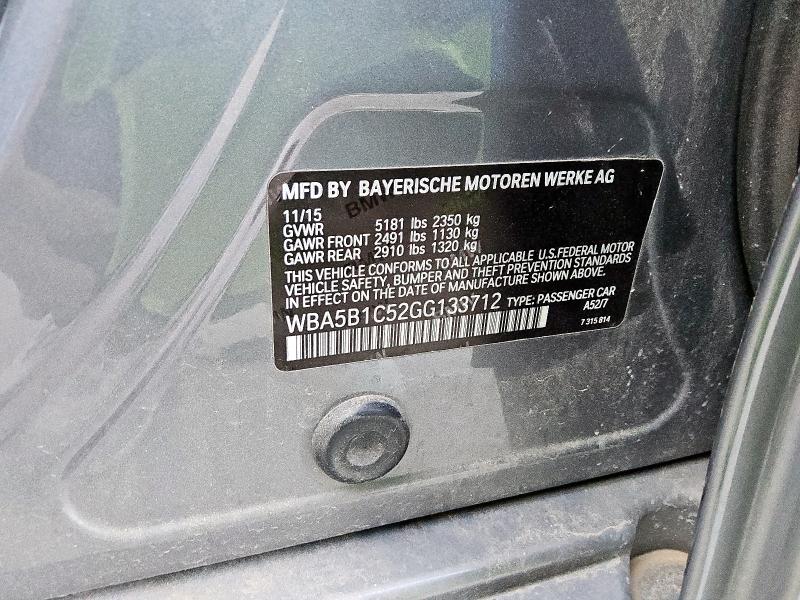 MFD BY BAYERISCHE MOTOREN WERKE AG
11/15
GVWR 5181 lbs 2350 kg
GAWR FRONT 2491 lbs 1130 kg
GAWR REAR 2910 lbs 1320 kg
THIS VEHICLE CONFORMS TO ALL APPLICABLE U.S.FEDERAL MOTOR
VEHICLE SAFETY, BUMPER AND THEFT PREVENTION STANDARDS
IN EFFECT ON THE DATE OF MANUFACTURE SHOWN ABOVE.
WBA5B1C52GG133712 TYPE: PASSENGER CAR
A52/7
7 315 814